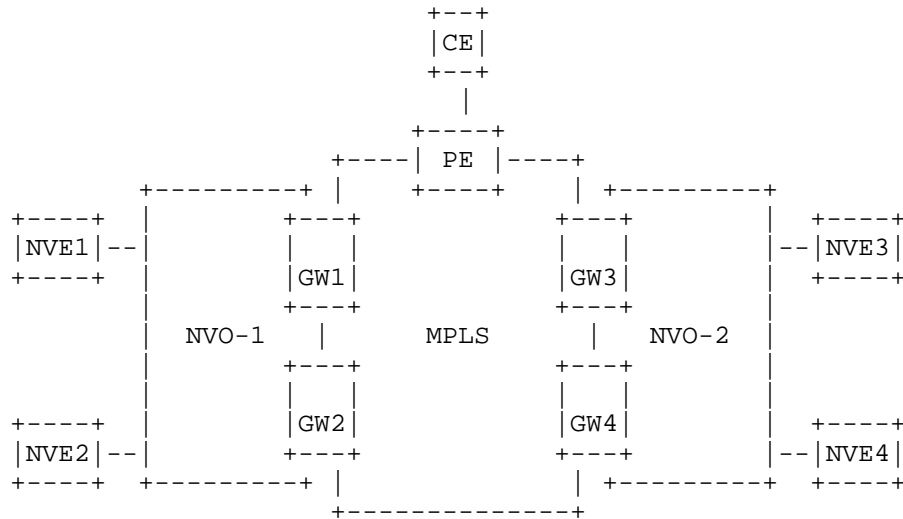 CE
PE
NVE1 NVE3
GW1 GW3
NVO-1 MPLS NVO-2
GW2 GW4
NVE2 NVE4